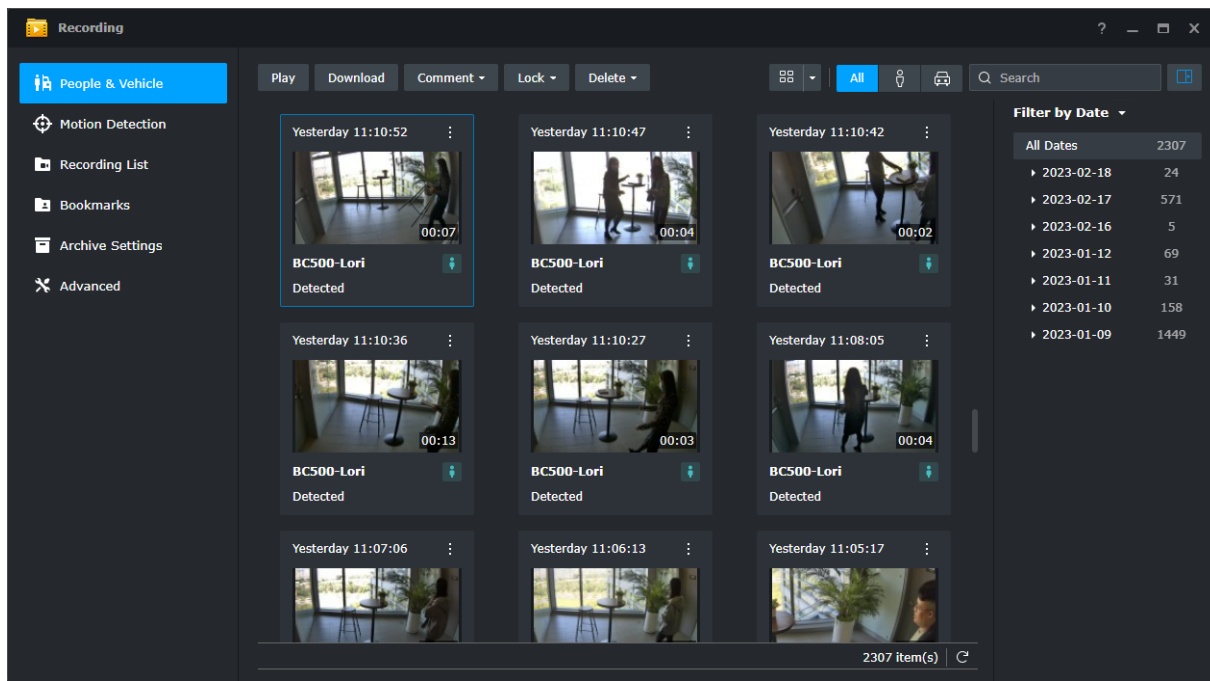 Recording
?
People & Vehicle
Motion Detection
Recording List
Bookmarks
Archive Settings
Advanced
Play Download Comment Lock Delete
All
Search
Yesterday 11:10:52
00:07
BC500-Lori
Detected
Yesterday 11:10:47
00:04
BC500-Lori
Detected
Yesterday 11:10:42
00:02
BC500-Lori
Detected
Yesterday 11:10:36
00:13
BC500-Lori
Detected
Yesterday 11:10:27
00:03
BC500-Lori
Detected
Yesterday 11:08:05
00:04
BC500-Lori
Detected
Yesterday 11:07:06
Yesterday 11:06:13
Yesterday 11:05:17
2307 item(s)
Filter by Date
All Dates 2307
2023-02-18 24
2023-02-17 571
2023-02-16 5
2023-01-12 69
2023-01-11 31
2023-01-10 158
2023-01-09 1449